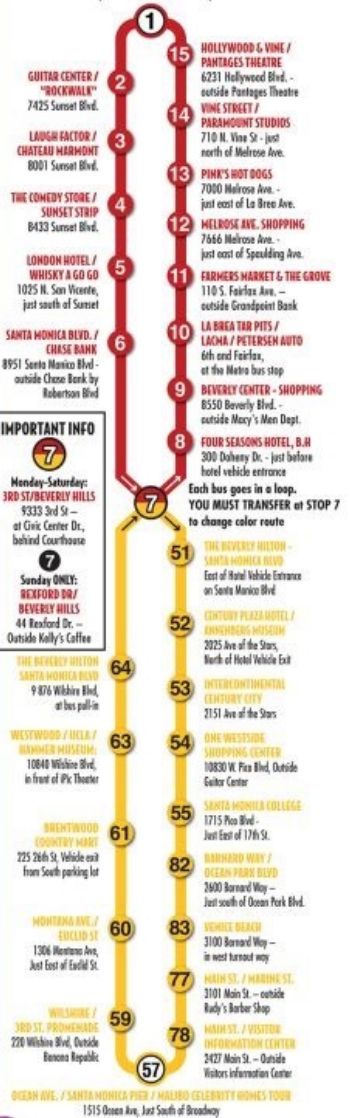 1
15
HOLLYWOOD & VINE /
PANTAGES THEATRE
6231 Hollywood Blvd. -
outside Pantages Theatre
2
GUITAR CENTER /
"ROCKWALK"
7425 Sunset Blvd.
14
VINE STREET /
PARAMOUNT STUDIOS
710 N. Vine St - just
north of Melrose Ave.
3
LAUGH FACTOR /
CHATEAU MARMONT
8001 Sunset Blvd.
13
PINK'S HOT DOGS
7000 Melrose Ave. -
just east of La Brea Ave.
4
THE COMEDY STORE /
SUNSET STRIP
8433 Sunset Blvd.
12
MELROSE AVE. SHOPPING
7666 Melrose Ave. -
just east of Spaulding Ave.
5
LONDON HOTEL /
WHISKY A GO GO
1025 N. San Vicente,
just south of Sunset
11
FARMERS MARKET & THE GROVE
110 S. Fairfax Ave. –
outside Grandpoint Bank
6
SANTA MONICA BLVD. /
CHASE BANK
8951 Santa Monica Blvd -
outside Chase Bank by
Robertson Blvd
10
LA BREA TAR PITS /
LACMA / PETERSEN AUTO
6th and Fairfax,
at the Metro bus stop
9
BEVERLY CENTER - SHOPPING
8550 Beverly Blvd. -
outside Macy's Men Dept.
8
FOUR SEASONS HOTEL, B.H
300 Doheny Dr. - just before
hotel vehicle entrance
IMPORTANT INFO
7
Monday-Saturday:
3RD ST/BEVERLY HILLS
9333 3rd St –
at Civic Center Dr.,
behind Courthouse
7
Sunday ONLY:
REXFORD DR/
BEVERLY HILLS
44 Rexford Dr. –
Outside Kelly's Coffee
7
Each bus goes in a loop.
YOU MUST TRANSFER at STOP 7
to change color route
51
THE BEVERLY HILTON -
SANTA MONICA BLVD
East of Hotel Vehicle Entrance
on Santa Monica Blvd
52
CENTURY PLAZA HOTEL /
ANNENBERG MUSEUM
2025 Ave of the Stars,
North of Hotel Vehicle Exit
64
THE BEVERLY HILTON
SANTA MONICA BLVD
9876 Wilshire Blvd,
at bus pull-in
53
INTERCONTINENTAL
CENTURY CITY
2151 Ave of the Stars
63
WESTWOOD / UCLA /
HAMMER MUSEUM:
10840 Wilshire Blvd,
in front of iPic Theater
54
ONE WESTSIDE
SHOPPING CENTER
10830 W. Pico Blvd, Outside
Guitar Center
55
SANTA MONICA COLLEGE
1715 Pico Blvd -
Just East of 17th St.
61
BRENTWOOD
COUNTRY MART
225 26th St, Vehicle exit
from South parking lot
82
BARNARD WAY /
OCEAN PARK BLVD
2600 Barnard Way –
Just south of Ocean Park Blvd.
60
MONTANA AVE./
EUCLID ST
1306 Montana Ave,
Just East of Euclid St.
83
VENICE BEACH
3100 Barnard Way –
in west turnout way
77
MAIN ST. / MARINE ST.
3101 Main St. – outside
Rudy's Barber Shop
59
WILSHIRE /
3RD ST. PROMENADE
220 Wilshire Blvd, Outside
Banana Republic
78
MAIN ST. / VISITOR
INFORMATION CENTER
2427 Main St. – Outside
Visitors information Center
57
OCEAN AVE. / SANTA MONICA PIER / MALIBO CELEBRITY HOMES TOUR
1515 Ocean Ave, Just South of Broadway